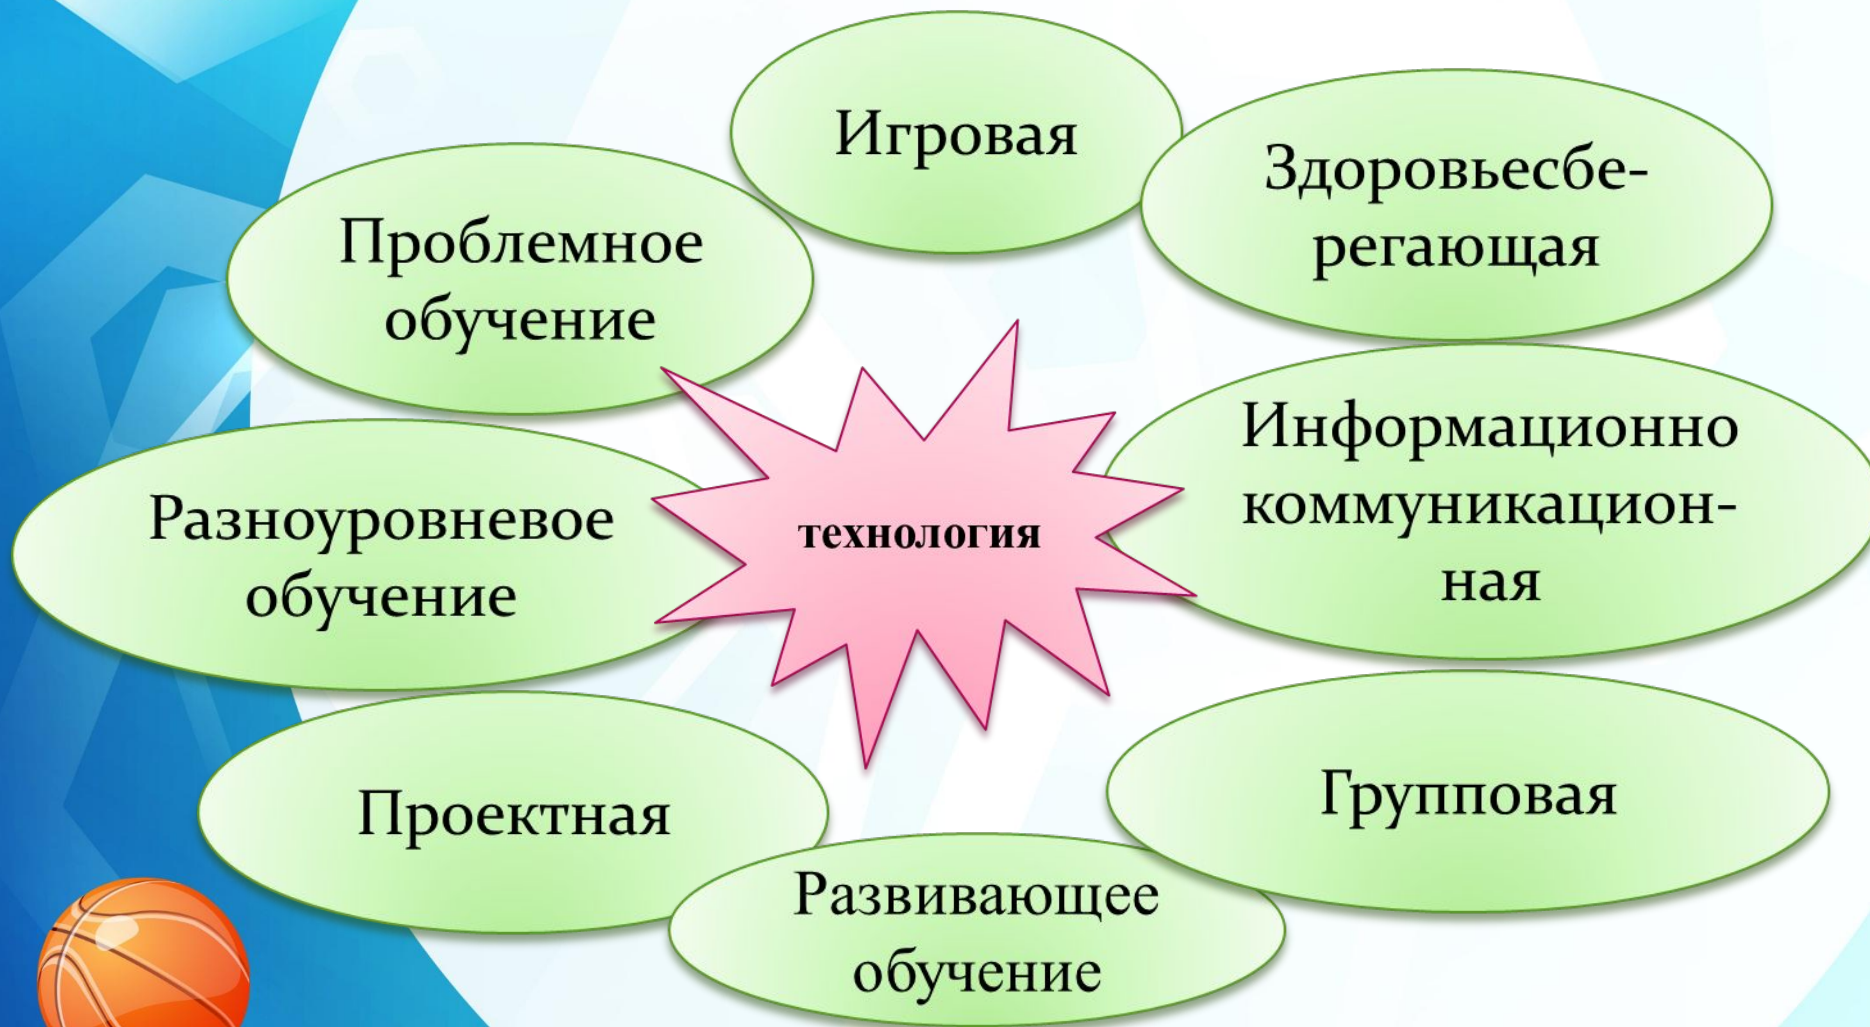 Игровая
Здоровьесбе-
регающая
Проблемное
обучение
Информационно
коммуникацион-
ная
Разноуровневое
обучение
технология
Групповая
Проектная
Развивающее
обучение